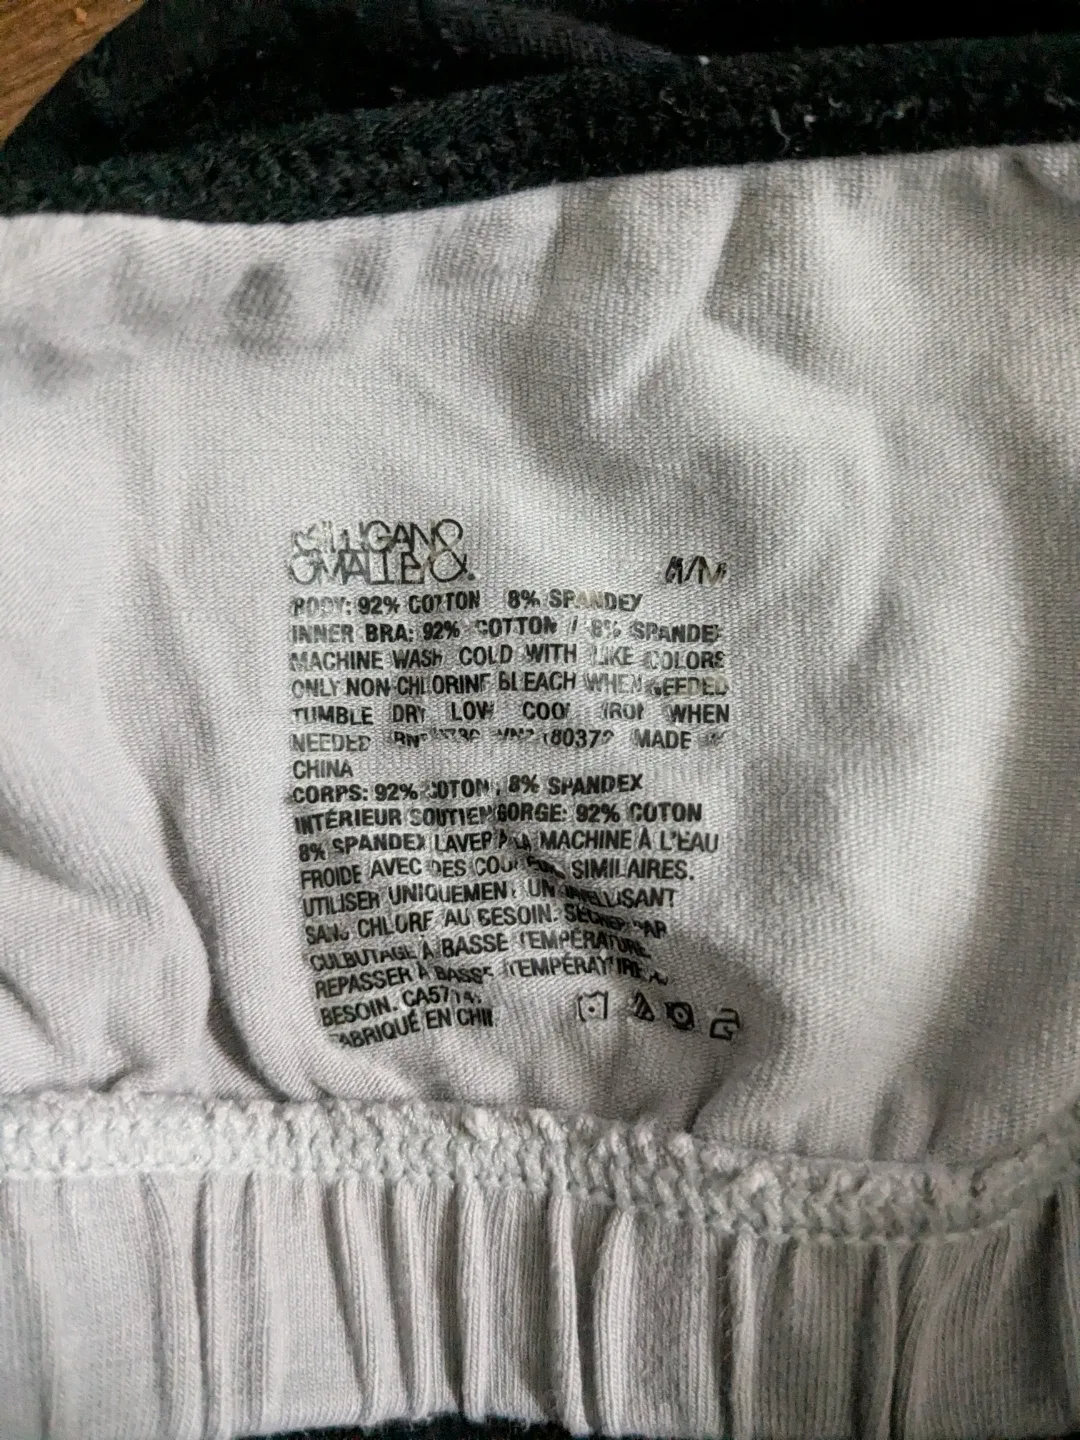 GILLIGAN &
O'MALLEY M/M
BODY: 92% COTTON 8% SPANDEX
INNER BRA: 92% COTTON / 8% SPANDEX
MACHINE WASH COLD WITH LIKE COLORS
ONLY NON-CHLORINE BLEACH WHEN NEEDED
TUMBLE DRY LOW COOL IRON WHEN
NEEDED MADE IN
CHINA
CORPS: 92% COTON, 8% SPANDEX
INTÉRIEUR SOUTIEN GORGE: 92% COTON
8% SPANDEX LAVER À LA MACHINE À L'EAU
FROIDE AVEC DES COULEURS SIMILAIRES.
UTILISER UNIQUEMENT UN JAVELLISANT
SANS CHLORE AU BESOIN. SÉCHER PAR
CULBUTAGE À BASSE TEMPÉRATURE.
REPASSER À BASSE TEMPÉRATURE AU
BESOIN.
FABRIQUÉ EN CHINE